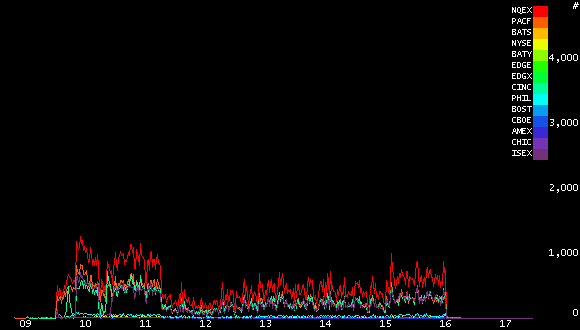 #
NQEX
PACF
BATS
NYSE
BATY
EDGE
EDGX
CINC
PHIL
BOST
CBOE
AMEX
CHIC
ISEX
4,000
3,000
2,000
1,000
0
09 10 11 12 13 14 15 16 17